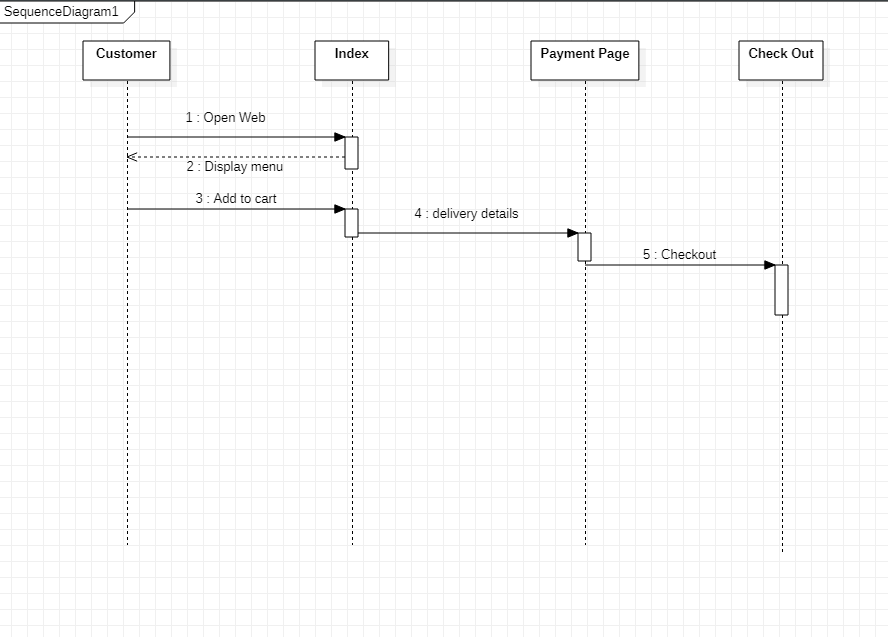 SequenceDiagram1
Customer
Index
Payment Page
Check Out
1 : Open Web
2 : Display menu
3 : Add to cart
4 : delivery details
5 : Checkout